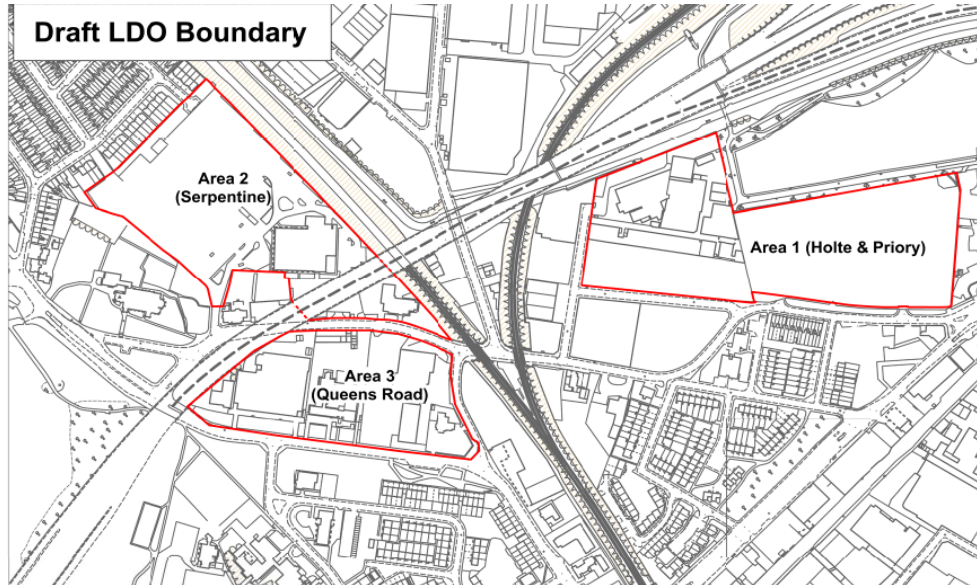 Draft LDO Boundary
Area 2
(Serpentine)
Area 1 (Holte & Priory)
Area 3
(Queens Road)